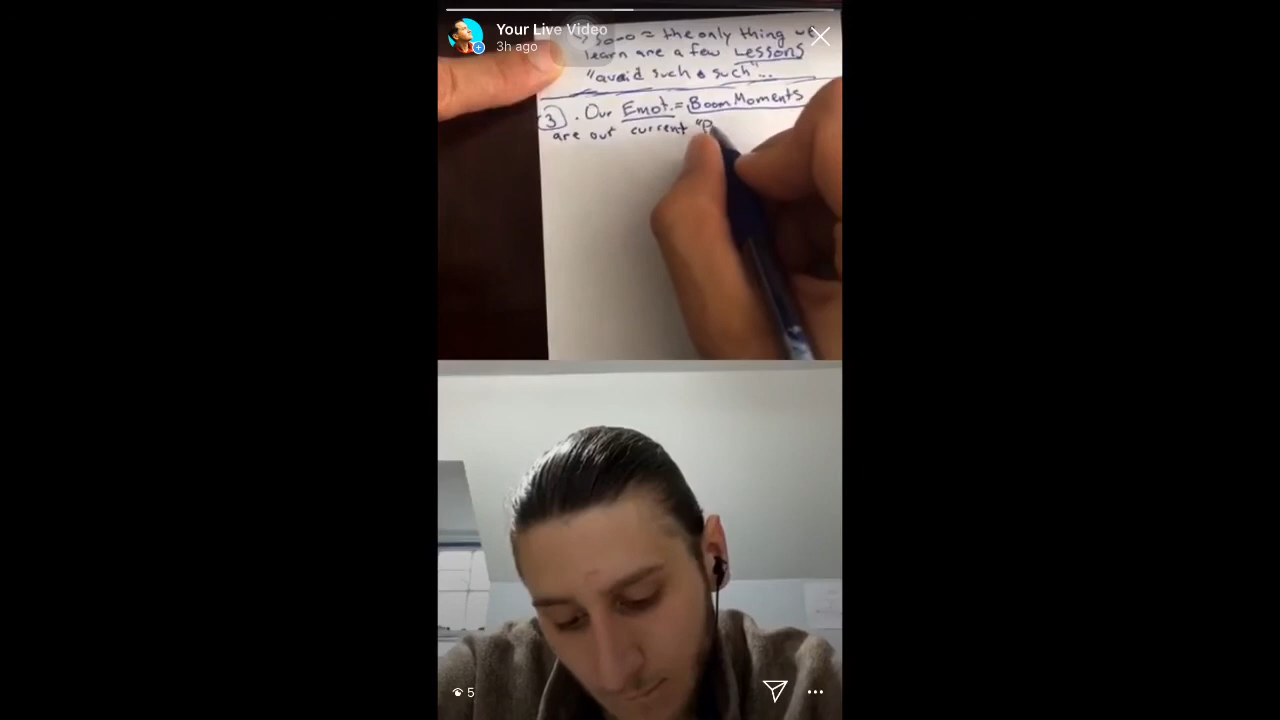 Your Live Video
3h ago
= the only thing we
learn are a few Lessons
"avoid such & such"...
3. Our Emot. = Boom Moments
are out current "P
5